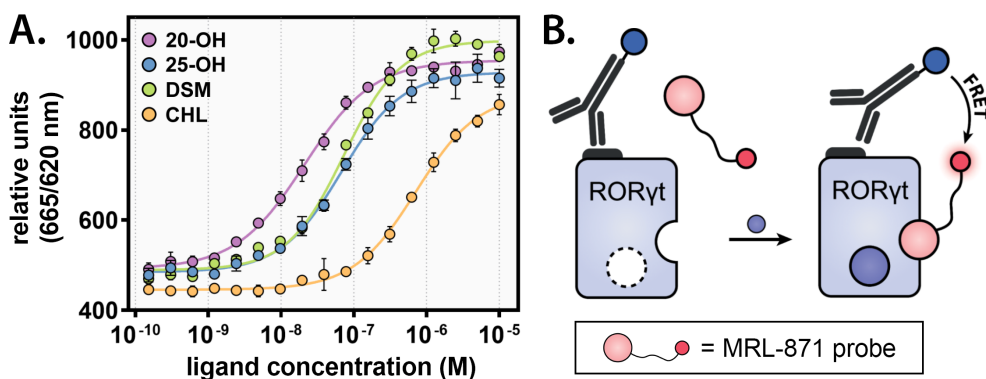 A.
20-OH
25-OH
DSM
CHL
relative units
(665/620 nm)
1000
800
600
400
10⁻¹⁰
10⁻⁹
10⁻⁸
10⁻⁷
10⁻⁶
10⁻⁵
ligand concentration (M)
B.
FRET
RORγt
RORγt
= MRL-871 probe